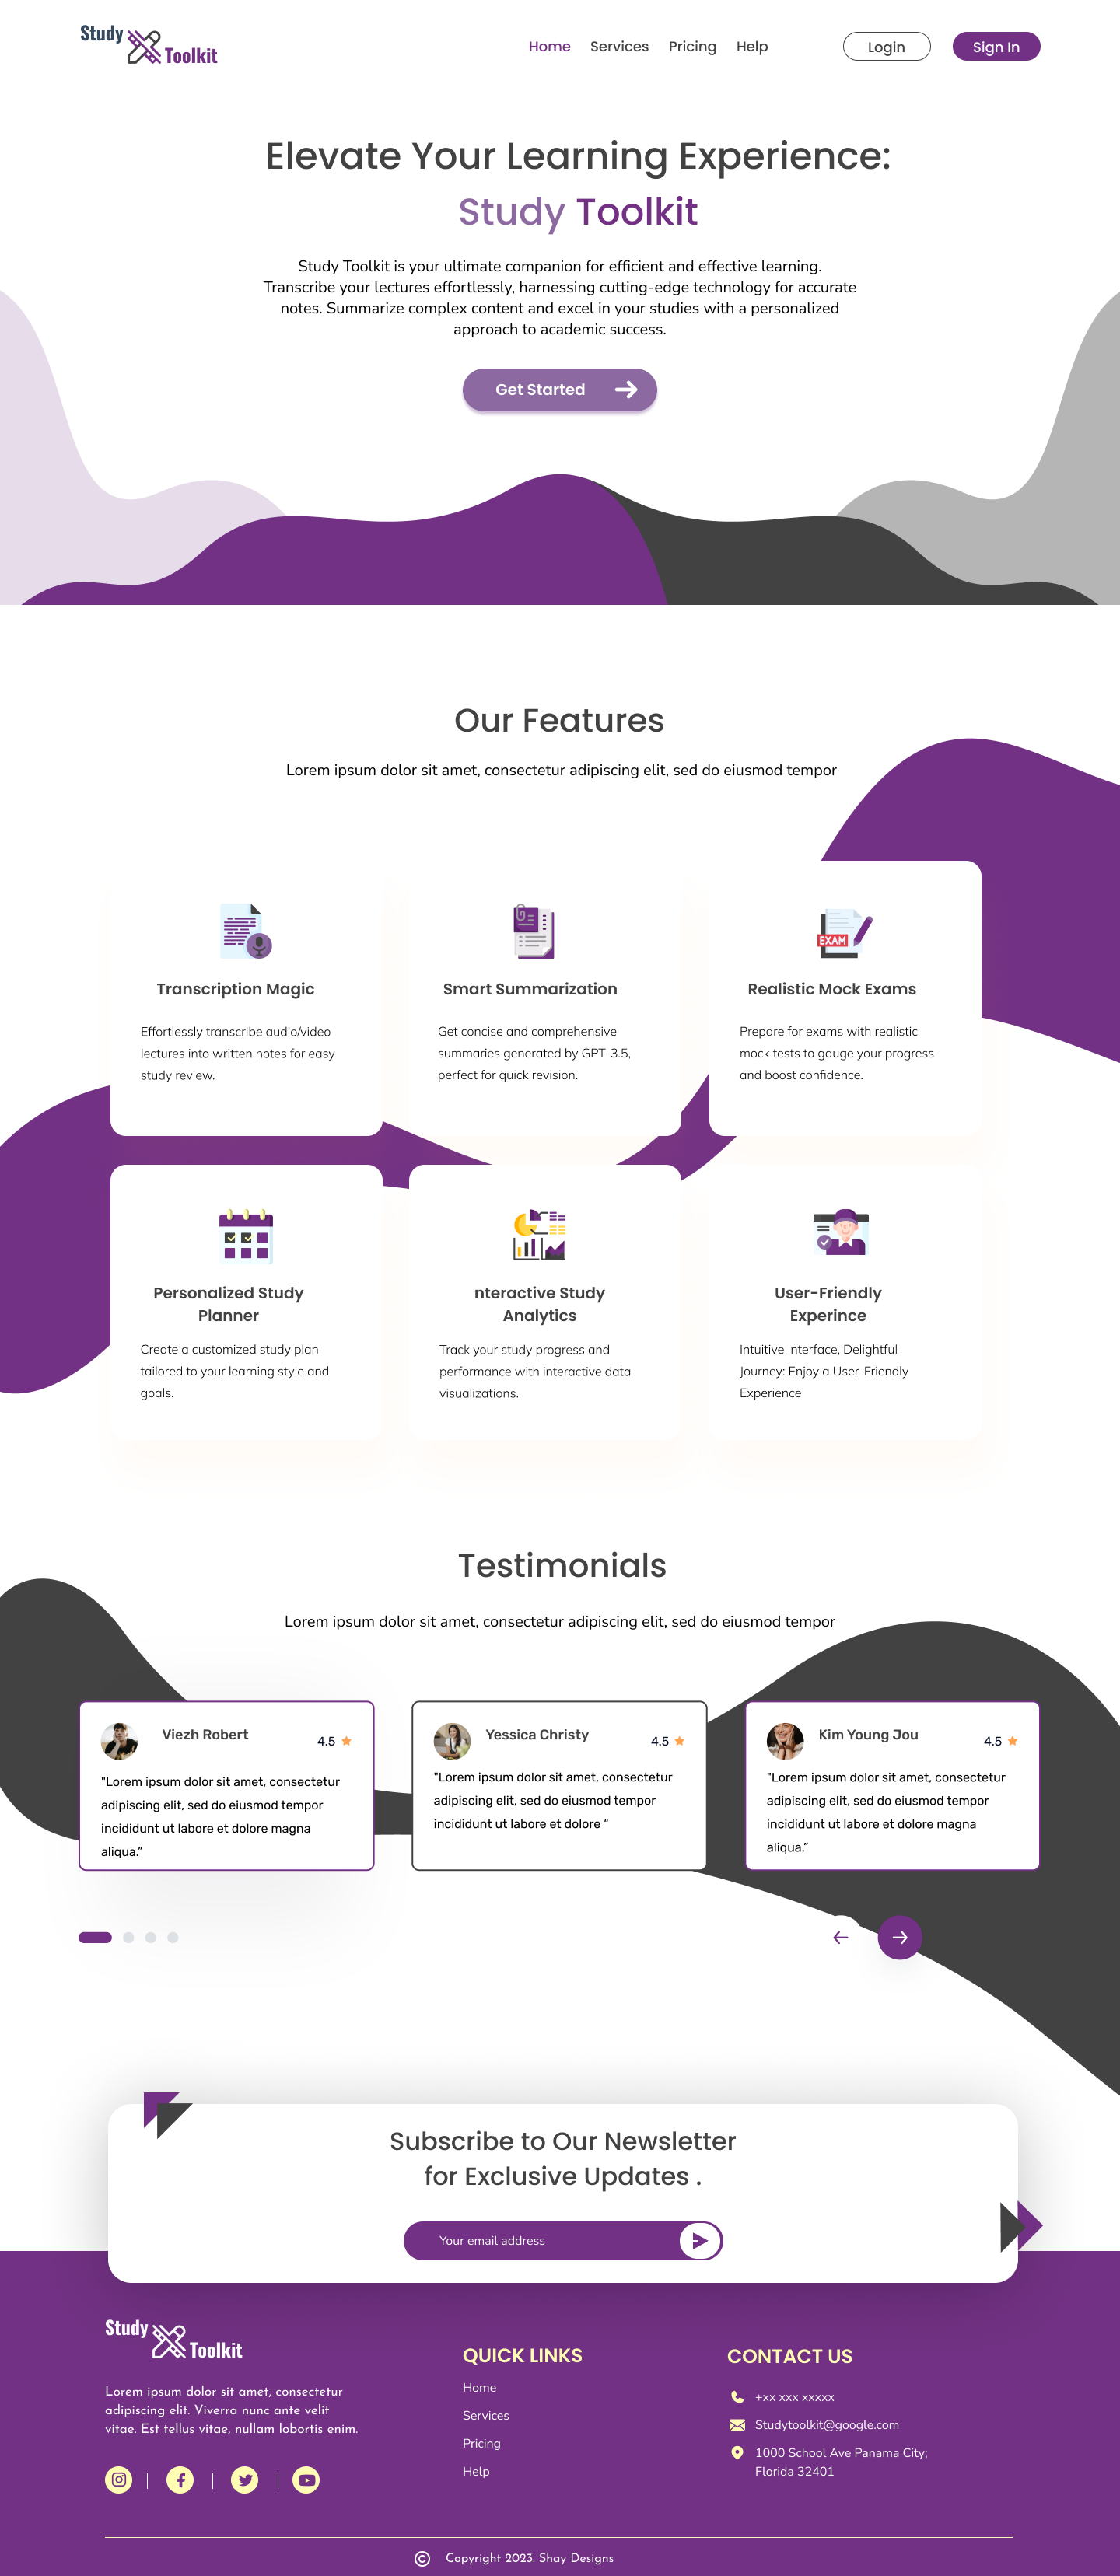 Study
Toolkit
Home Services Pricing Help
Login
Sign In
Elevate Your Learning Experience:
Study Toolkit
Study Toolkit is your ultimate companion for efficient and effective learning.
Transcribe your lectures effortlessly, harnessing cutting-edge technology for accurate
notes. Summarize complex content and excel in your studies with a personalized
approach to academic success.
Get Started
Our Features
Lorem ipsum dolor sit amet, consectetur adipiscing elit, sed do eiusmod tempor
Transcription Magic
Effortlessly transcribe audio/video
lectures into written notes for easy
study review.
Smart Summarization
Get concise and comprehensive
summaries generated by GPT-3.5,
perfect for quick revision.
EXAM
Realistic Mock Exams
Prepare for exams with realistic
mock tests to gauge your progress
and boost confidence.
Personalized Study
Planner
Create a customized study plan
tailored to your learning style and
goals.
nteractive Study
Analytics
Track your study progress and
performance with interactive data
visualizations.
User-Friendly
Experince
Intuitive Interface, Delightful
Journey: Enjoy a User-Friendly
Experience
Testimonials
Lorem ipsum dolor sit amet, consectetur adipiscing elit, sed do eiusmod tempor
Viezh Robert
4.5
"Lorem ipsum dolor sit amet, consectetur
adipiscing elit, sed do eiusmod tempor
incididunt ut labore et dolore magna
aliqua.”
Yessica Christy
4.5
"Lorem ipsum dolor sit amet, consectetur
adipiscing elit, sed do eiusmod tempor
incididunt ut labore et dolore “
Kim Young Jou
4.5
"Lorem ipsum dolor sit amet, consectetur
adipiscing elit, sed do eiusmod tempor
incididunt ut labore et dolore magna
aliqua.”
Subscribe to Our Newsletter
for Exclusive Updates .
Your email address
Study
Toolkit
Lorem ipsum dolor sit amet, consectetur
adipiscing elit. Viverra nunc ante velit
vitae. Est tellus vitae, nullam lobortis enim.
QUICK LINKS
Home
Services
Pricing
Help
CONTACT US
+xx xxx xxxxx
Studytoolkit@google.com
1000 School Ave Panama City;
Florida 32401
© Copyright 2023. Shay Designs